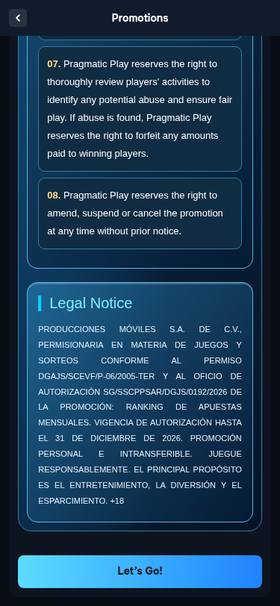 Promotions
07. Pragmatic Play reserves the right to
thoroughly review players' activities to
identify any potential abuse and ensure fair
play. If abuse is found, Pragmatic Play
reserves the right to forfeit any amounts
paid to winning players.
08. Pragmatic Play reserves the right to
amend, suspend or cancel the promotion
at any time without prior notice.
Legal Notice
PRODUCCIONES MÓVILES S.A. DE C.V.,
PERMISIONARIA EN MATERIA DE JUEGOS Y
SORTEOS CONFORME AL PERMISO
DGAJS/SCEVF/P-06/2005-TER Y AL OFICIO DE
AUTORIZACIÓN SG/SSCPPSAR/DGJS/0192/2026 DE
LA PROMOCIÓN: RANKING DE APUESTAS
MENSUALES. VIGENCIA DE AUTORIZACIÓN HASTA
EL 31 DE DICIEMBRE DE 2026. PROMOCIÓN
PERSONAL E INTRANSFERIBLE. JUEGUE
RESPONSABLEMENTE. EL PRINCIPAL PROPÓSITO
ES EL ENTRETENIMIENTO, LA DIVERSIÓN Y EL
ESPARCIMIENTO. +18
Let's Go!